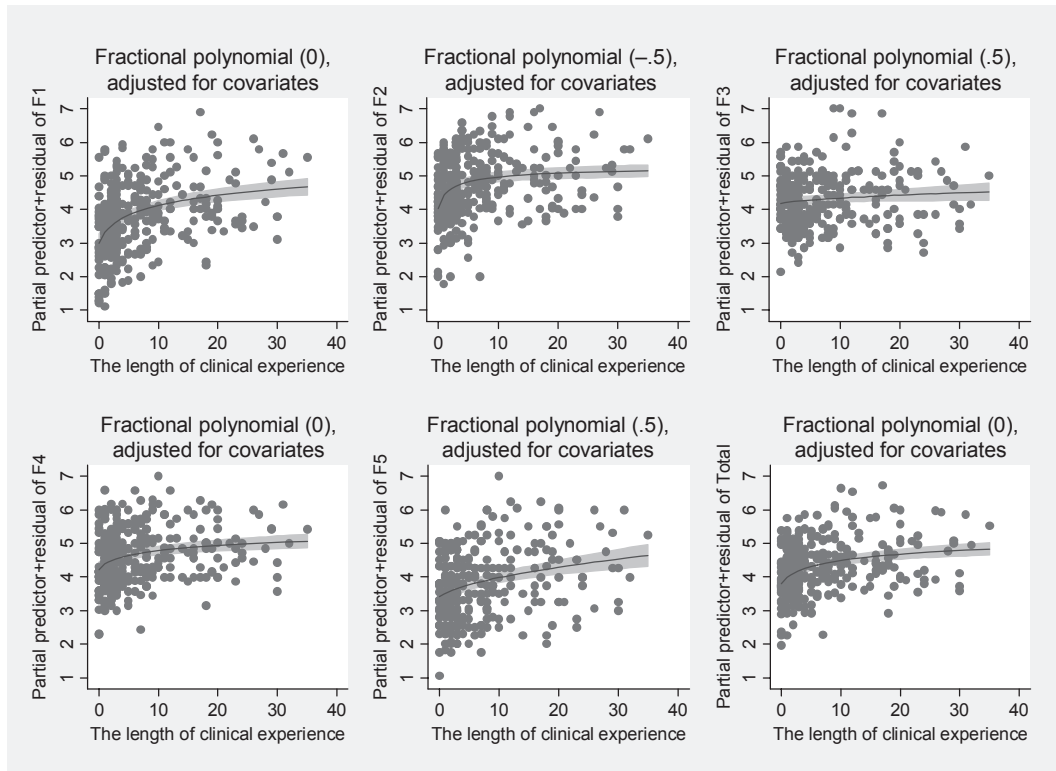 Fractional polynomial (0),
adjusted for covariates
Partial predictor+residual of F1
7
6
5
4
3
2
1
0 10 20 30 40
The length of clinical experience
Fractional polynomial (–.5),
adjusted for covariates
Partial predictor+residual of F2
7
6
5
4
3
2
1
0 10 20 30 40
The length of clinical experience
Fractional polynomial (.5),
adjusted for covariates
Partial predictor+residual of F3
7
6
5
4
3
2
1
0 10 20 30 40
The length of clinical experience
Fractional polynomial (0),
adjusted for covariates
Partial predictor+residual of F4
7
6
5
4
3
2
1
0 10 20 30 40
The length of clinical experience
Fractional polynomial (.5),
adjusted for covariates
Partial predictor+residual of F5
7
6
5
4
3
2
1
0 10 20 30 40
The length of clinical experience
Fractional polynomial (0),
adjusted for covariates
Partial predictor+residual of Total
7
6
5
4
3
2
1
0 10 20 30 40
The length of clinical experience